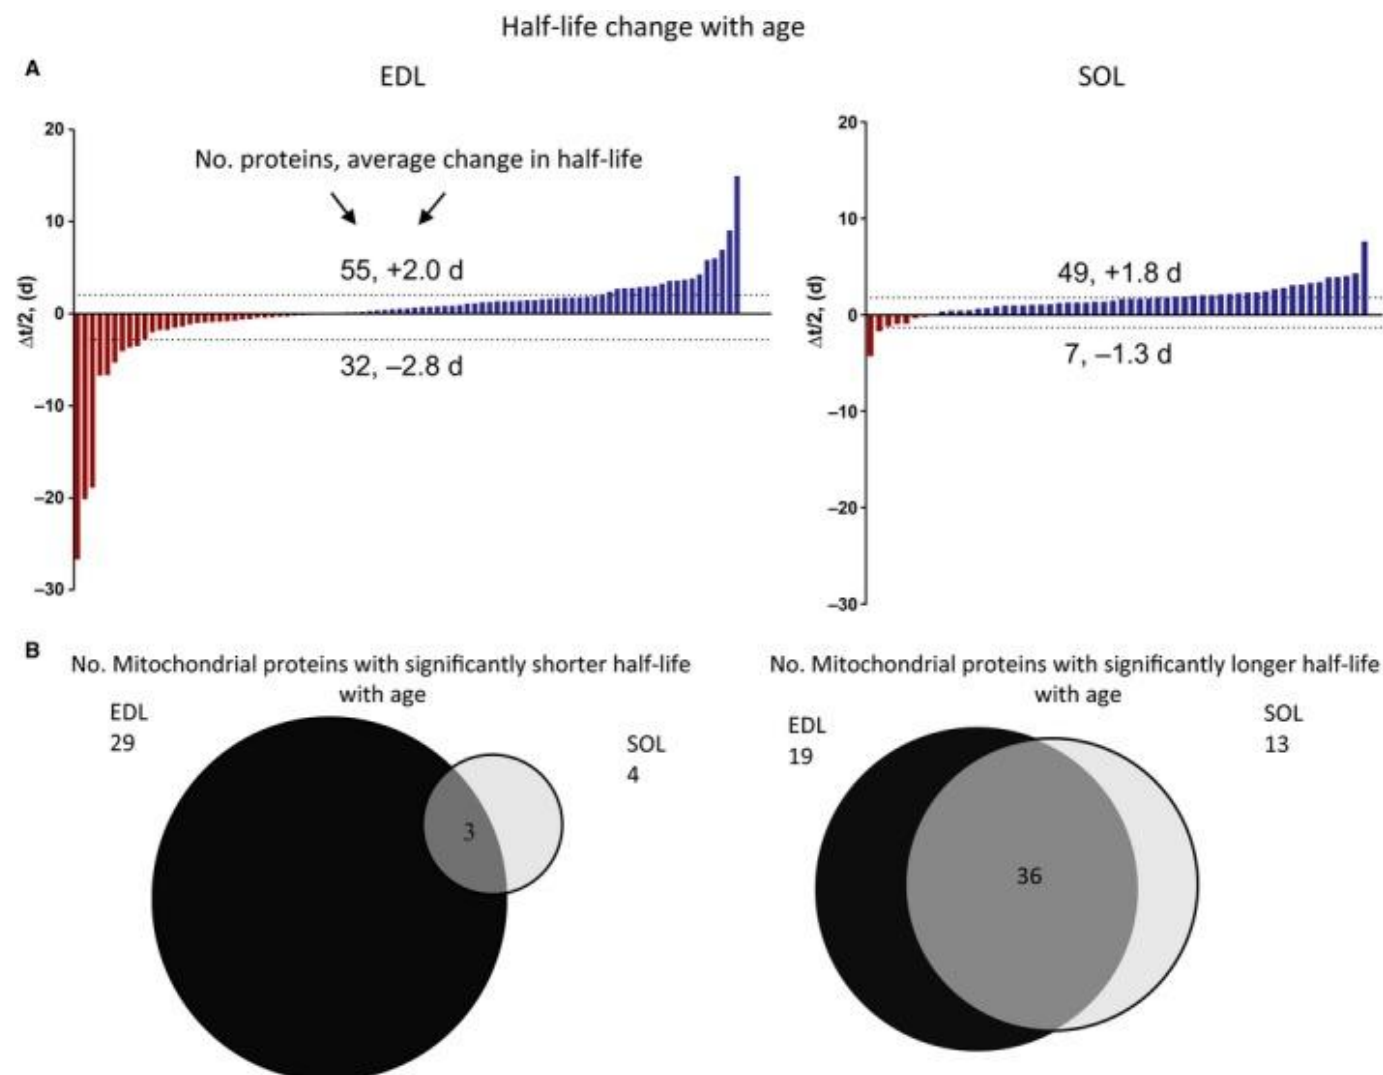 Half-life change with age
A
EDL
SOL
20
10
0
–10
–20
–30
Δt/2, (d)
No. proteins, average change in half-life
55, +2.0 d
32, –2.8 d
20
10
0
–10
–20
–30
Δt/2, (d)
49, +1.8 d
7, –1.3 d
B
No. Mitochondrial proteins with significantly shorter half-life
with age
EDL
29
SOL
4
3
No. Mitochondrial proteins with significantly longer half-life
with age
EDL
19
SOL
13
36